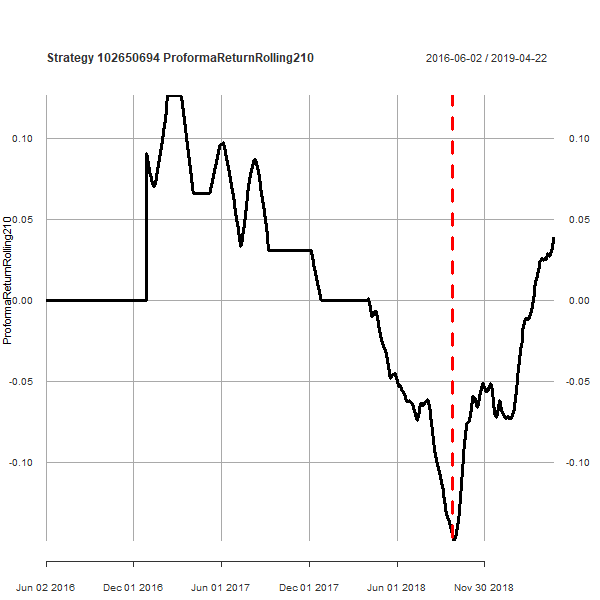 Strategy 102650694 ProformaReturnRolling210
2016-06-02 / 2019-04-22
ProformaReturnRolling210
0.10 0.10
0.05 0.05
0.00 0.00
-0.05 -0.05
-0.10 -0.10
Jun 02 2016 Dec 01 2016 Jun 01 2017 Dec 01 2017 Jun 01 2018 Nov 30 2018